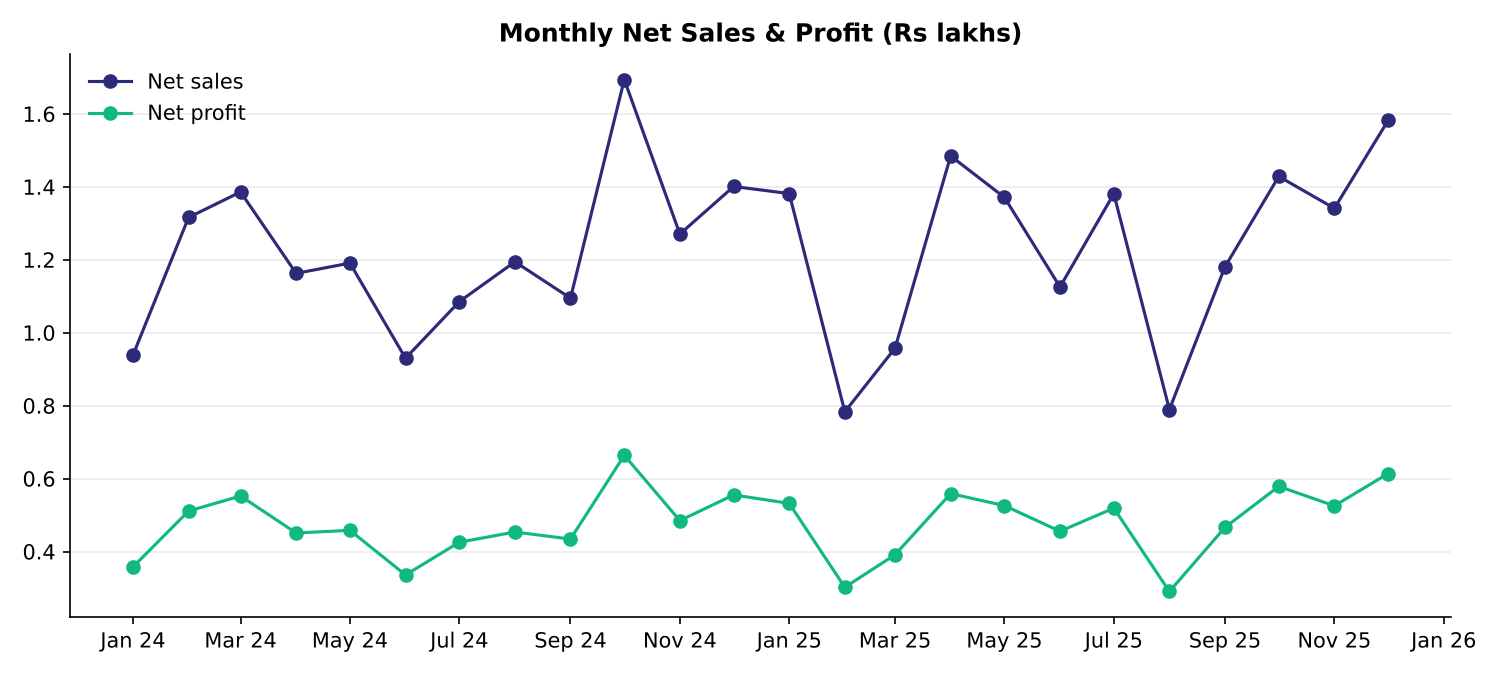 Monthly Net Sales & Profit (Rs lakhs)
Net sales
Net profit
1.6
1.4
1.2
1.0
0.8
0.6
0.4
Jan 24 Mar 24 May 24 Jul 24 Sep 24 Nov 24 Jan 25 Mar 25 May 25 Jul 25 Sep 25 Nov 25 Jan 26